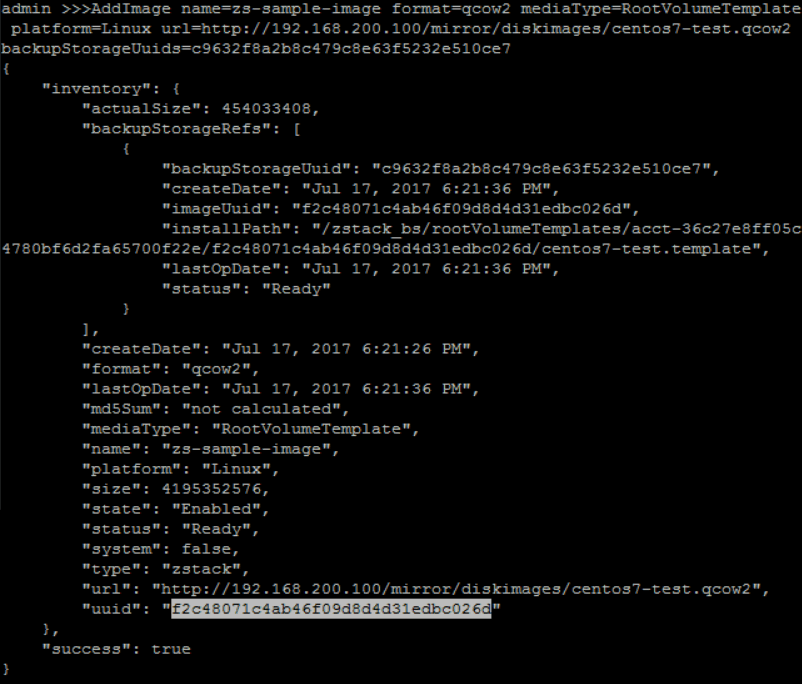 admin >>>AddImage name=zs-sample-image format=qcow2 mediaType=RootVolumeTemplate
 platform=Linux url=http://192.168.200.100/mirror/diskimages/centos7-test.qcow2
backupStorageUuids=c9632f8a2b8c479c8e63f5232e510ce7
{
    "inventory": {
        "actualSize": 454033408,
        "backupStorageRefs": [
            {
                "backupStorageUuid": "c9632f8a2b8c479c8e63f5232e510ce7",
                "createDate": "Jul 17, 2017 6:21:36 PM",
                "imageUuid": "f2c48071c4ab46f09d8d4d31edbc026d",
                "installPath": "/zstack_bs/rootVolumeTemplates/acct-36c27e8ff05c
4780bf6d2fa65700f22e/f2c48071c4ab46f09d8d4d31edbc026d/centos7-test.template",
                "lastOpDate": "Jul 17, 2017 6:21:36 PM",
                "status": "Ready"
            }
        ],
        "createDate": "Jul 17, 2017 6:21:26 PM",
        "format": "qcow2",
        "lastOpDate": "Jul 17, 2017 6:21:36 PM",
        "md5Sum": "not calculated",
        "mediaType": "RootVolumeTemplate",
        "name": "zs-sample-image",
        "platform": "Linux",
        "size": 4195352576,
        "state": "Enabled",
        "status": "Ready",
        "system": false,
        "type": "zstack",
        "url": "http://192.168.200.100/mirror/diskimages/centos7-test.qcow2",
        "uuid": "f2c48071c4ab46f09d8d4d31edbc026d"
    },
    "success": true
}